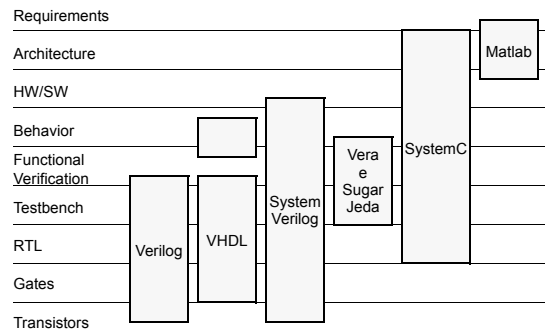 Requirements
Architecture
HW/SW
Behavior
Functional
Verification
Testbench
RTL
Gates
Transistors
Verilog
VHDL
System
Verilog
Vera
e
Sugar
Jeda
SystemC
Matlab